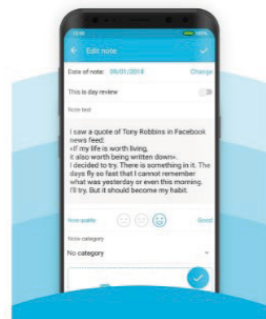 Edit note
Date of note: 09/01/2018 Change
This is day review
Note text
I saw a quote of Tony Robbins in Facebook
news feed:
«If my life is worth living,
it also worth being written down».
I decided to try. There is something in it. The
days fly so fast that I cannot remember
what was yesterday or even this morning.
I'll try. But it should become my habit.
Note quality Good
Note category
No category